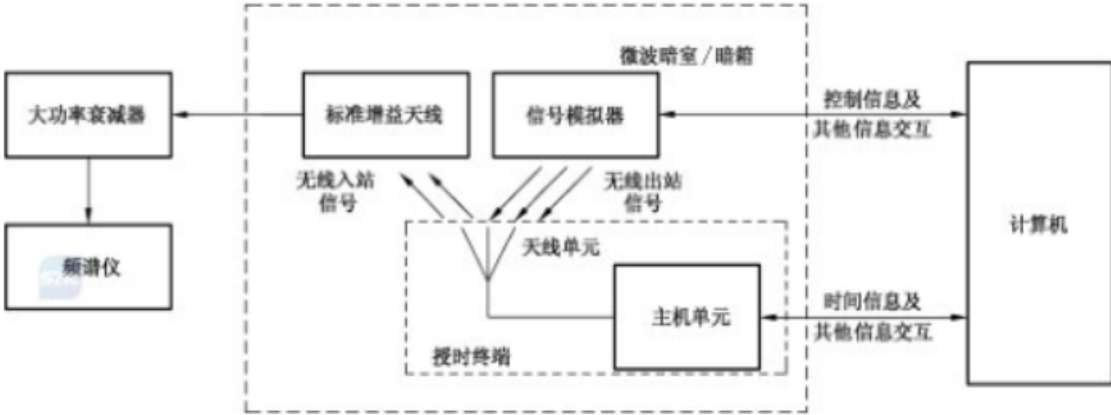 微波暗室/暗箱
大功率衰减器
标准增益天线
信号模拟器
控制信息及
其他信息交互
无线入站
信号
无线出站
信号
计算机
频谱仪
天线单元
主机单元
时间信息及
其他信息交互
授时终端